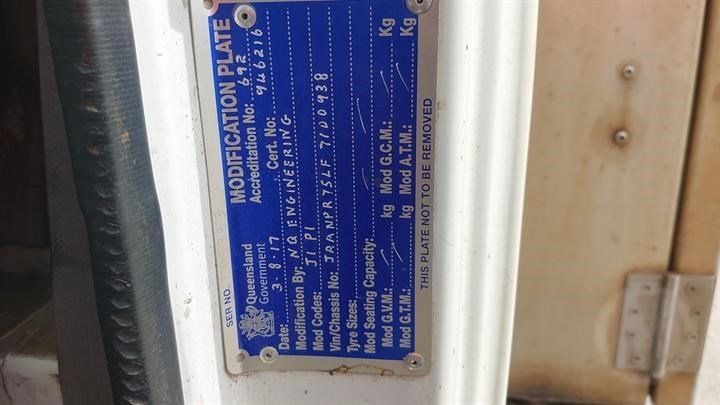 SER NO.
Queensland
Government
MODIFICATION PLATE
Accreditation No: 692
Date: 3.8.17 Cert. No: 946216
Modification By: NQ ENGINEERING
Mod Codes: J1 P1
Vin/Chassis No: JAANPR75LF 7100938
Tyre Sizes:
Mod Seating Capacity:
Mod G.V.M.: kg Mod G.C.M.: Kg
Mod G.T.M.: kg Mod A.T.M.: Kg
THIS PLATE NOT TO BE REMOVED